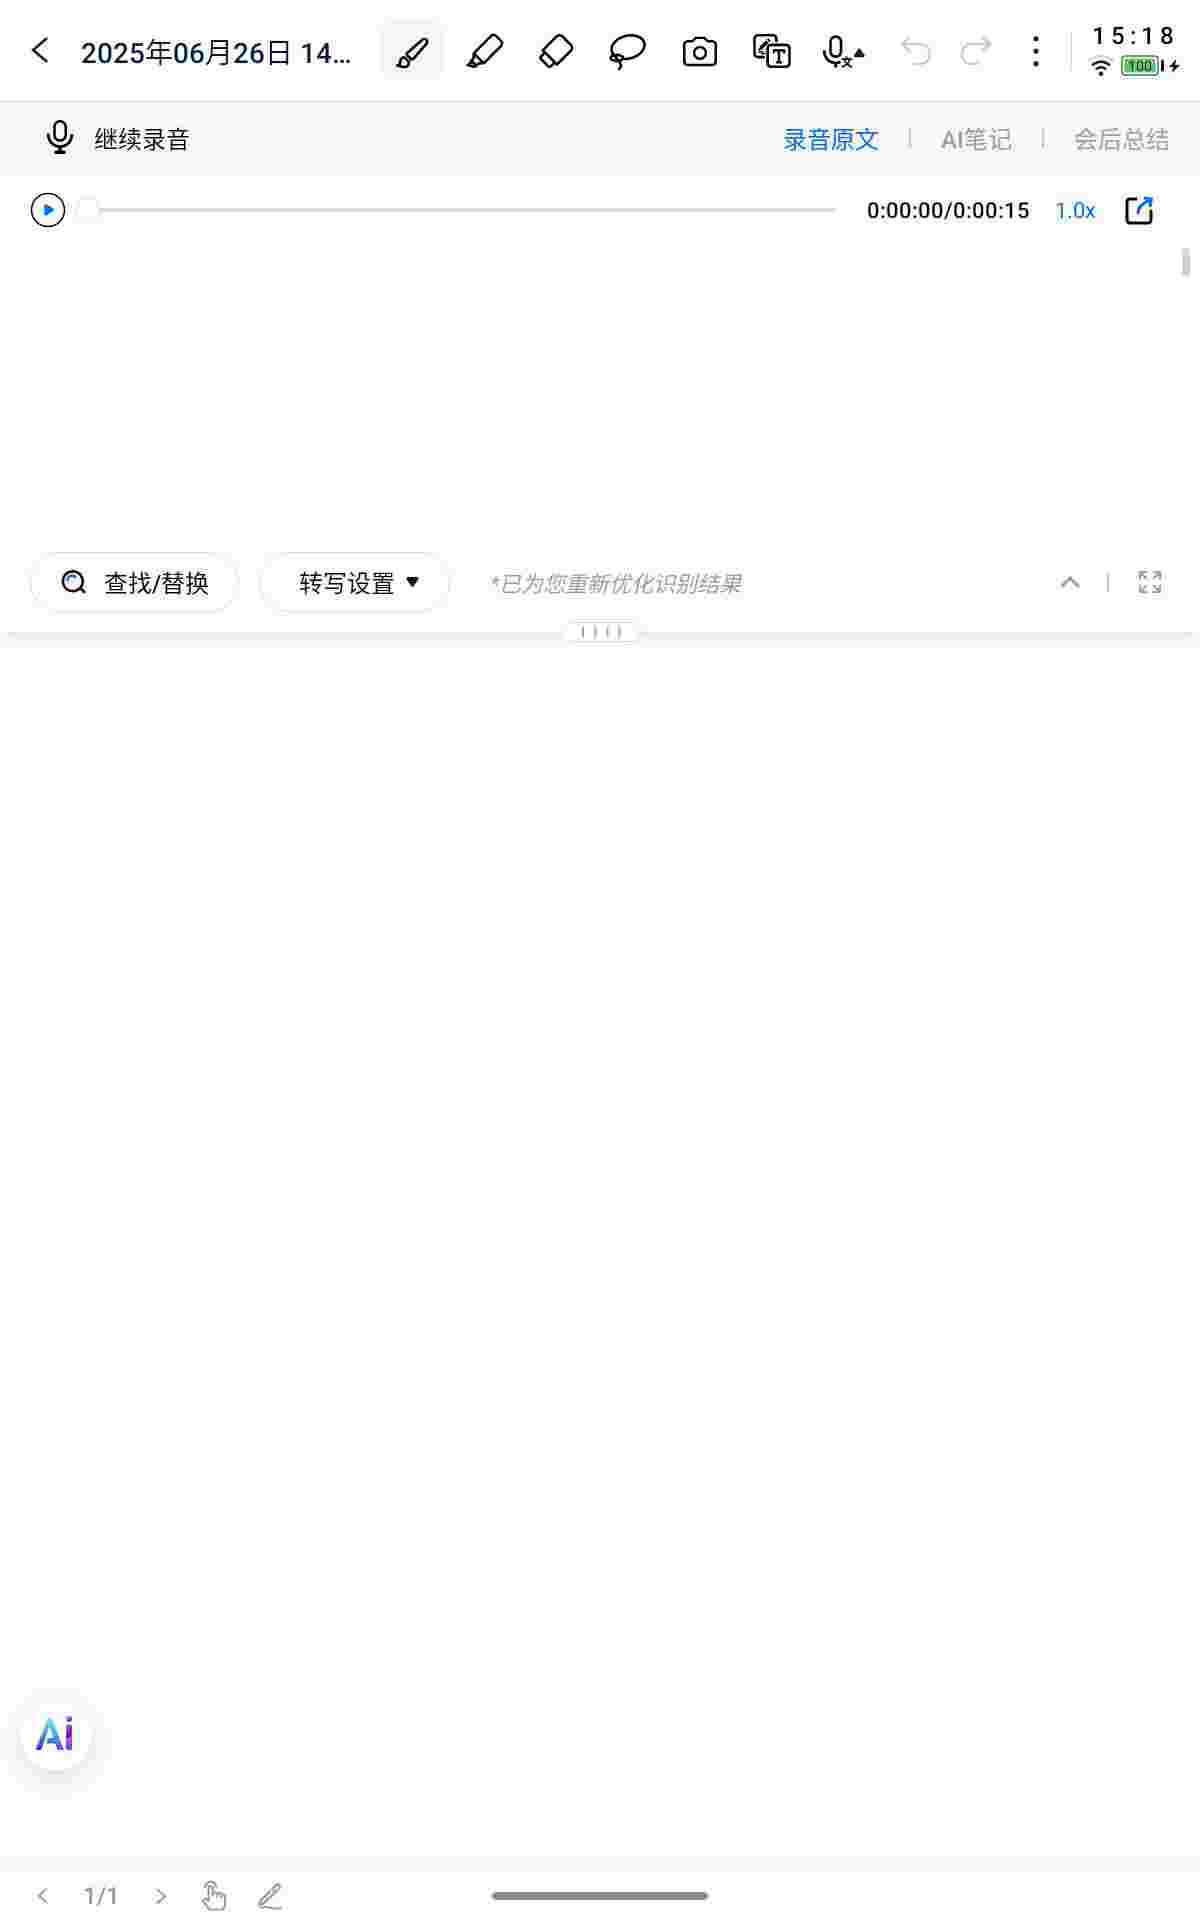 2025年06月26日 14...
15:18
100
继续录音
录音原文
AI笔记
会后总结
0:00:00/0:00:15
1.0x
查找/替换
转写设置
*已为您重新优化识别结果
Ai
1/1